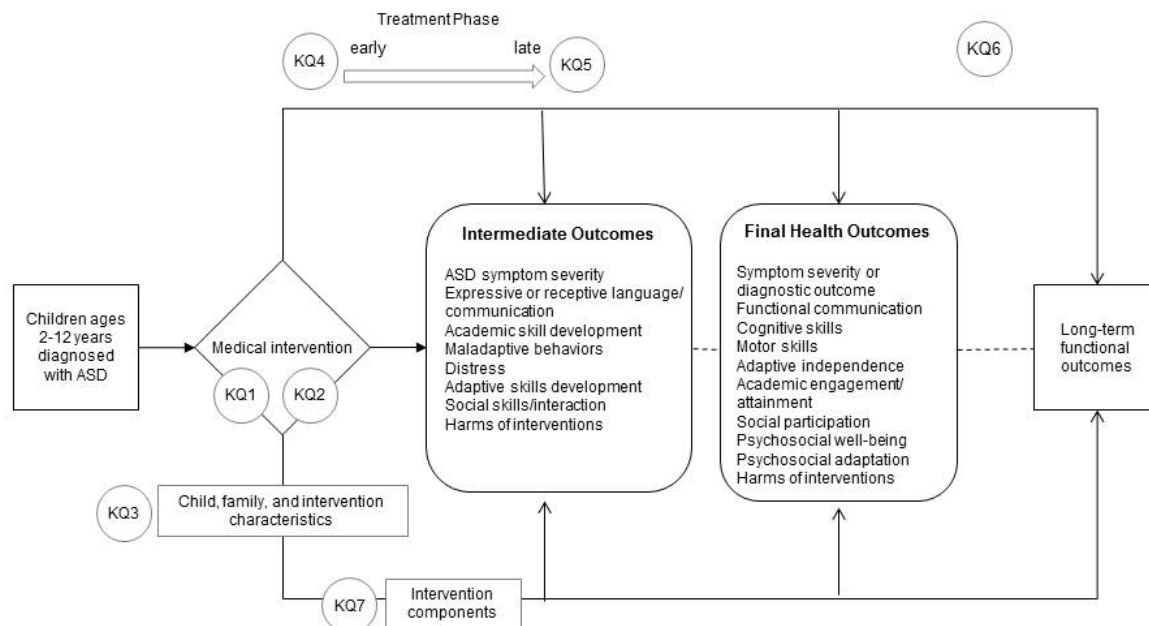 Treatment Phase
KQ4
early
late
KQ5
KQ6
Children ages
2-12 years
diagnosed
with ASD
Medical intervention
KQ1
KQ2
Intermediate Outcomes
ASD symptom severity
Expressive or receptive language/
communication
Academic skill development
Maladaptive behaviors
Distress
Adaptive skills development
Social skills/interaction
Harms of interventions
Final Health Outcomes
Symptom severity or
diagnostic outcome
Functional communication
Cognitive skills
Motor skills
Adaptive independence
Academic engagement/
attainment
Social participation
Psychosocial well-being
Psychosocial adaptation
Harms of interventions
Long-term
functional
outcomes
KQ3
Child, family, and intervention
characteristics
KQ7
Intervention
components